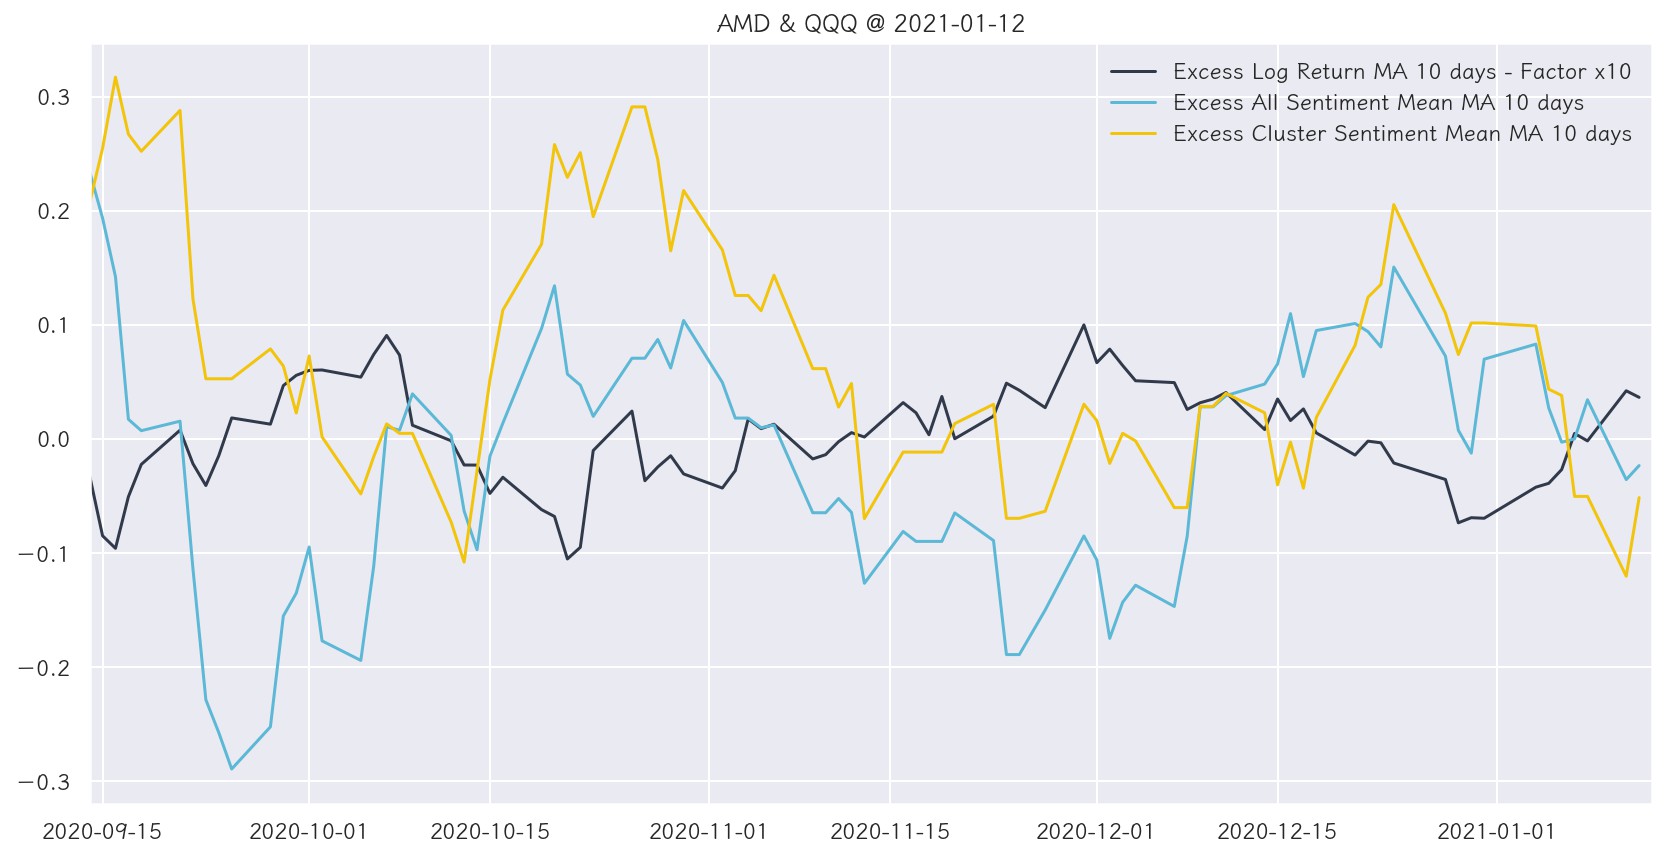 AMD & QQQ @ 2021-01-12
Excess Log Return MA 10 days - Factor x10
Excess All Sentiment Mean MA 10 days
Excess Cluster Sentiment Mean MA 10 days
0.3
0.2
0.1
0.0
−0.1
−0.2
−0.3
2020-09-15 2020-10-01 2020-10-15 2020-11-01 2020-11-15 2020-12-01 2020-12-15 2021-01-01